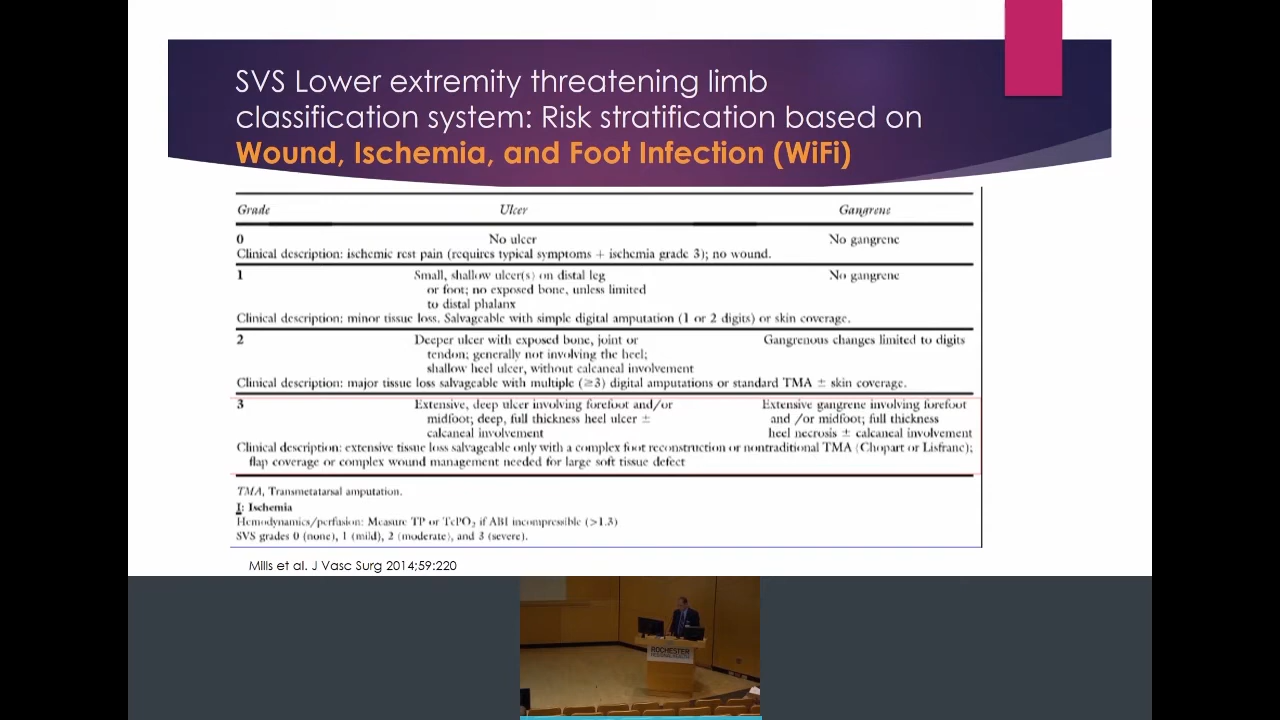 SVS Lower extremity threatening limb
classification system: Risk stratification based on
Wound, Ischemia, and Foot Infection (WiFi)
Grade Ulcer Gangrene
0 No ulcer No gangrene
Clinical description: ischemic rest pain (requires typical symptoms + ischemia grade 3); no wound.
1 Small, shallow ulcer(s) on distal leg No gangrene
or foot; no exposed bone, unless limited
to distal phalanx
Clinical description: minor tissue loss. Salvageable with simple digital amputation (1 or 2 digits) or skin coverage.
2 Deeper ulcer with exposed bone, joint or Gangrenous changes limited to digits
tendon; generally not involving the heel;
shallow heel ulcer, without calcaneal involvement
Clinical description: major tissue loss salvageable with multiple (≥3) digital amputations or standard TMA ± skin coverage.
3 Extensive, deep ulcer involving forefoot and/or Extensive gangrene involving forefoot
midfoot; deep, full thickness heel ulcer ± and /or midfoot; full thickness
calcaneal involvement heel necrosis ± calcaneal involvement
Clinical description: extensive tissue loss salvageable only with a complex foot reconstruction or nontraditional TMA (Chopart or Lisfranc);
flap coverage or complex wound management needed for large soft tissue defect
TMA, Transmetatarsal amputation.
I: Ischemia
Hemodynamics/perfusion: Measure TP or TcPO2 if ABI incompressible (>1.3)
SVS grades 0 (none), 1 (mild), 2 (moderate), and 3 (severe).
Mills et al. J Vasc Surg 2014;59:220
ROCHESTER
REGIONAL HEALTH